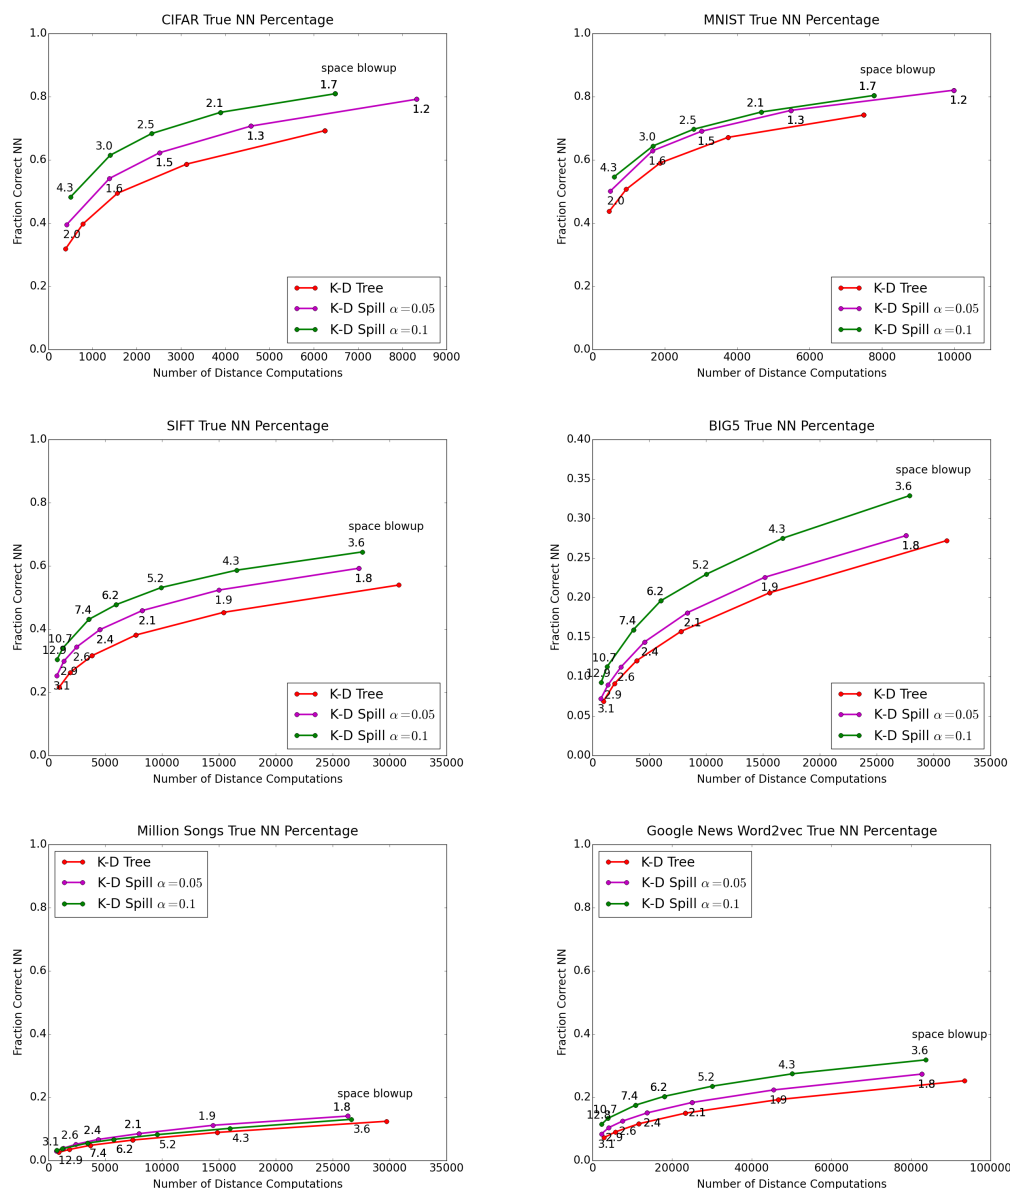 CIFAR True NN Percentage
1.0
0.8
0.6
0.4
0.2
0.0
Fraction Correct NN
space blowup
4.3
3.0
2.5
2.1
1.7
2.0
1.6
1.5
1.3
1.2
K-D Tree
K-D Spill α=0.05
K-D Spill α=0.1
0 1000 2000 3000 4000 5000 6000 7000 8000 9000
Number of Distance Computations
MNIST True NN Percentage
1.0
0.8
0.6
0.4
0.2
0.0
Fraction Correct NN
space blowup
4.3
3.0
2.5
2.1
1.7
2.0
1.6
1.5
1.3
1.2
K-D Tree
K-D Spill α=0.05
K-D Spill α=0.1
0 2000 4000 6000 8000 10000
Number of Distance Computations
SIFT True NN Percentage
1.0
0.8
0.6
0.4
0.2
0.0
Fraction Correct NN
space blowup
12.9
10.7
7.4
6.2
5.2
4.3
3.6
3.1
2.9
2.6
2.4
2.1
1.9
1.8
K-D Tree
K-D Spill α=0.05
K-D Spill α=0.1
0 5000 10000 15000 20000 25000 30000 35000
Number of Distance Computations
BIG5 True NN Percentage
0.40
0.35
0.30
0.25
0.20
0.15
0.10
0.05
0.00
Fraction Correct NN
space blowup
12.9
10.7
7.4
6.2
5.2
4.3
3.6
3.1
2.9
2.6
2.4
2.1
1.9
1.8
K-D Tree
K-D Spill α=0.05
K-D Spill α=0.1
0 5000 10000 15000 20000 25000 30000 35000
Number of Distance Computations
Million Songs True NN Percentage
1.0
0.8
0.6
0.4
0.2
0.0
Fraction Correct NN
K-D Tree
K-D Spill α=0.05
K-D Spill α=0.1
space blowup
3.1
2.6
2.4
2.1
1.9
1.8
12.9
7.4
6.2
5.2
4.3
3.6
0 5000 10000 15000 20000 25000 30000 35000
Number of Distance Computations
Google News Word2vec True NN Percentage
1.0
0.8
0.6
0.4
0.2
0.0
Fraction Correct NN
K-D Tree
K-D Spill α=0.05
K-D Spill α=0.1
space blowup
12.8
10.7
7.4
6.2
5.2
4.3
3.6
3.1
2.9
2.6
2.4
2.1
1.9
1.8
0 20000 40000 60000 80000 100000
Number of Distance Computations